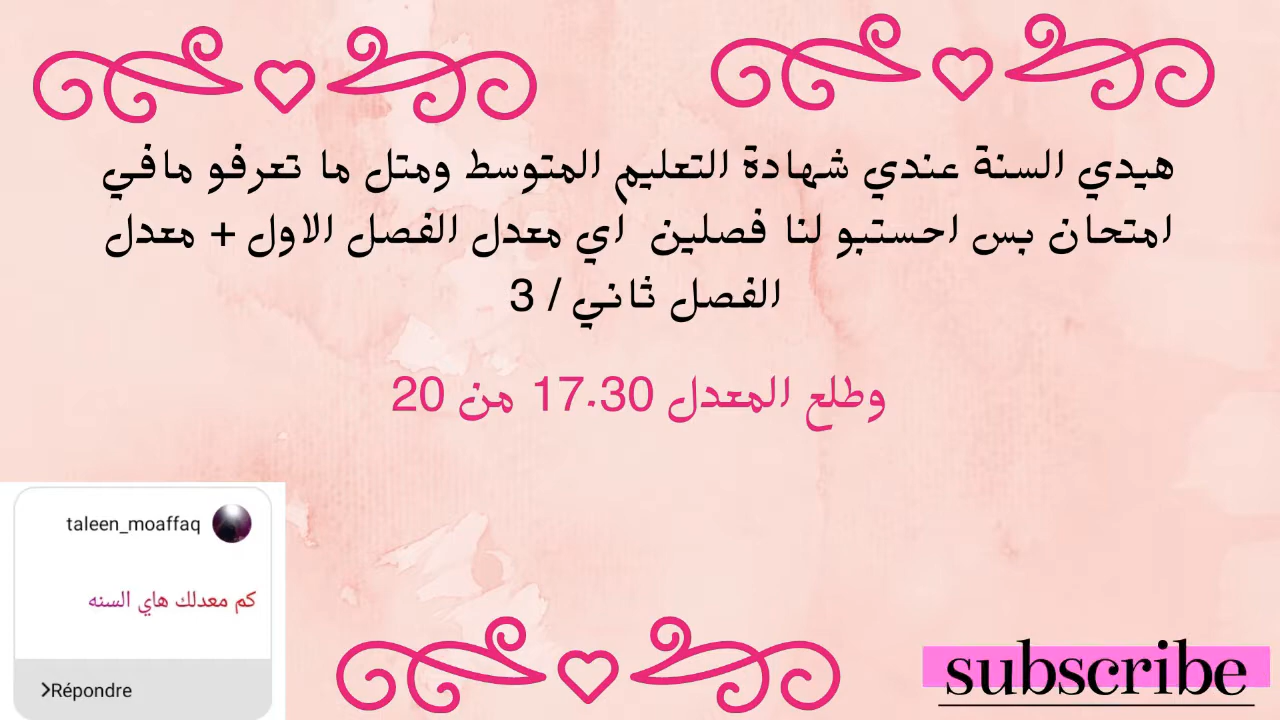 هيدي السنة عندي شهادة التعليم المتوسط ومتل ما تعرفو مافي
امتحان بس احستبو لنا فصلين اي معدل الفصل الاول + معدل
الفصل ثاني / 3
وطلع المعدل 17.30 من 20
taleen_moaffaq
كم معدلك هاي السنه
Répondre
subscribe